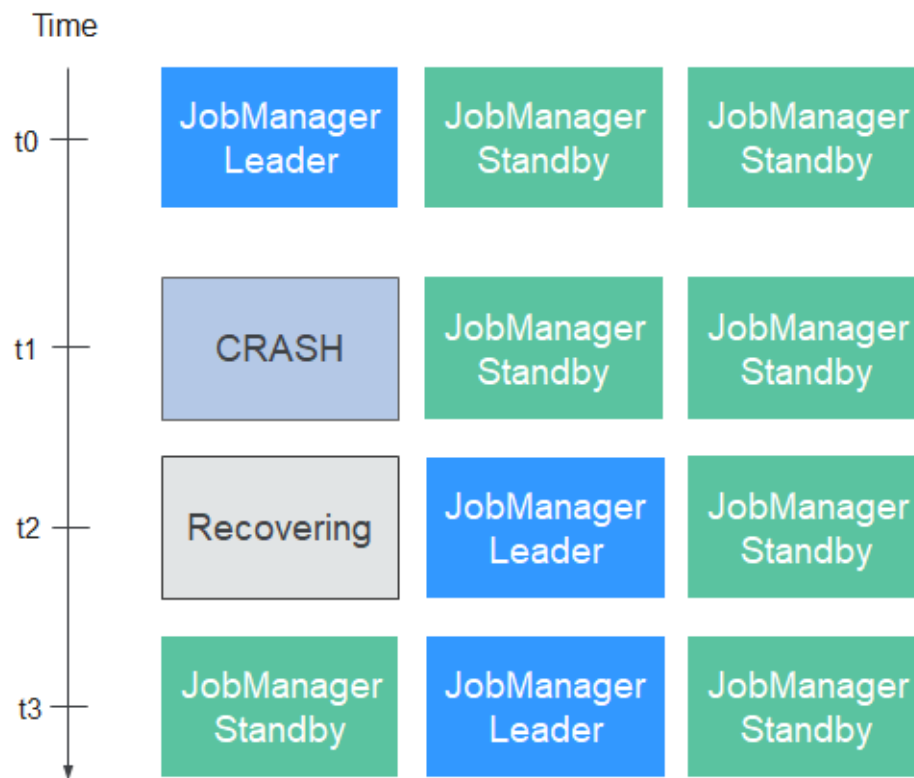 Time
t0
JobManager
Leader
JobManager
Standby
JobManager
Standby
t1
CRASH
JobManager
Standby
JobManager
Standby
t2
Recovering
JobManager
Leader
JobManager
Standby
t3
JobManager
Standby
JobManager
Leader
JobManager
Standby